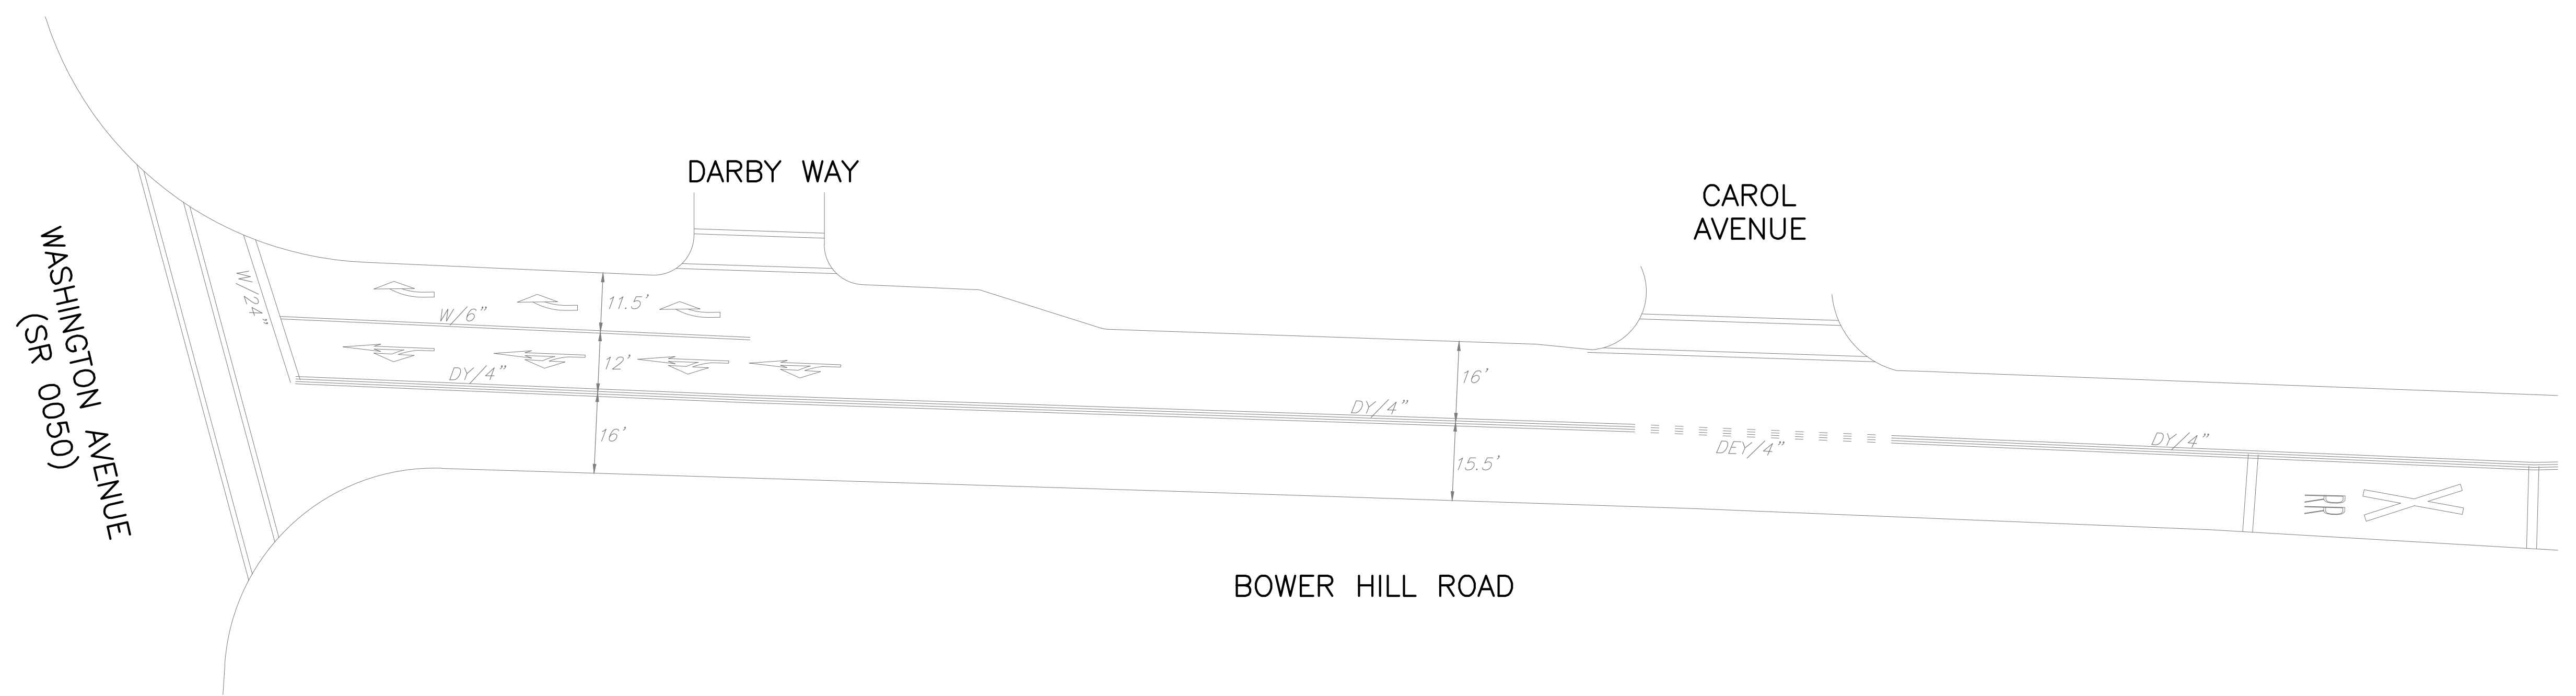 DARBY WAY
CAROL
AVENUE
WASHINGTON AVENUE
(SR 0050)
W/24"
W/6"
DY/4"
11.5'
12'
16'
DY/4"
16'
15.5'
DEY/4"
DY/4"
R R
BOWER HILL ROAD